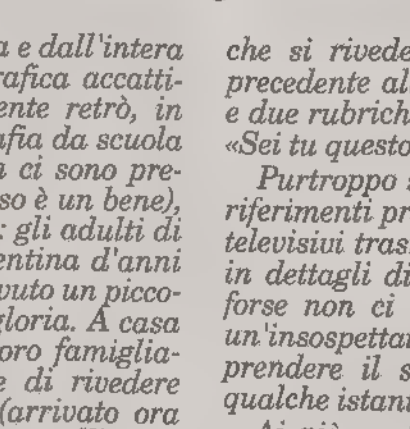 a e dall'intera
rafica accatti-
ente retrò, in
afia da scuola
a ci sono pre-
so è un bene),
: gli adulti di
entina d'anni
vuto un picco-
gloria. A casa
oro famiglia-
e di rivedere
(arrivato ora
che si rivede
precedente al
e due rubrich
«Sei tu questo
Purtroppo s
riferimenti pr
televisivi tras
in dettagli di
forse non ci
un'insospettar
prendere il s
qualche istant